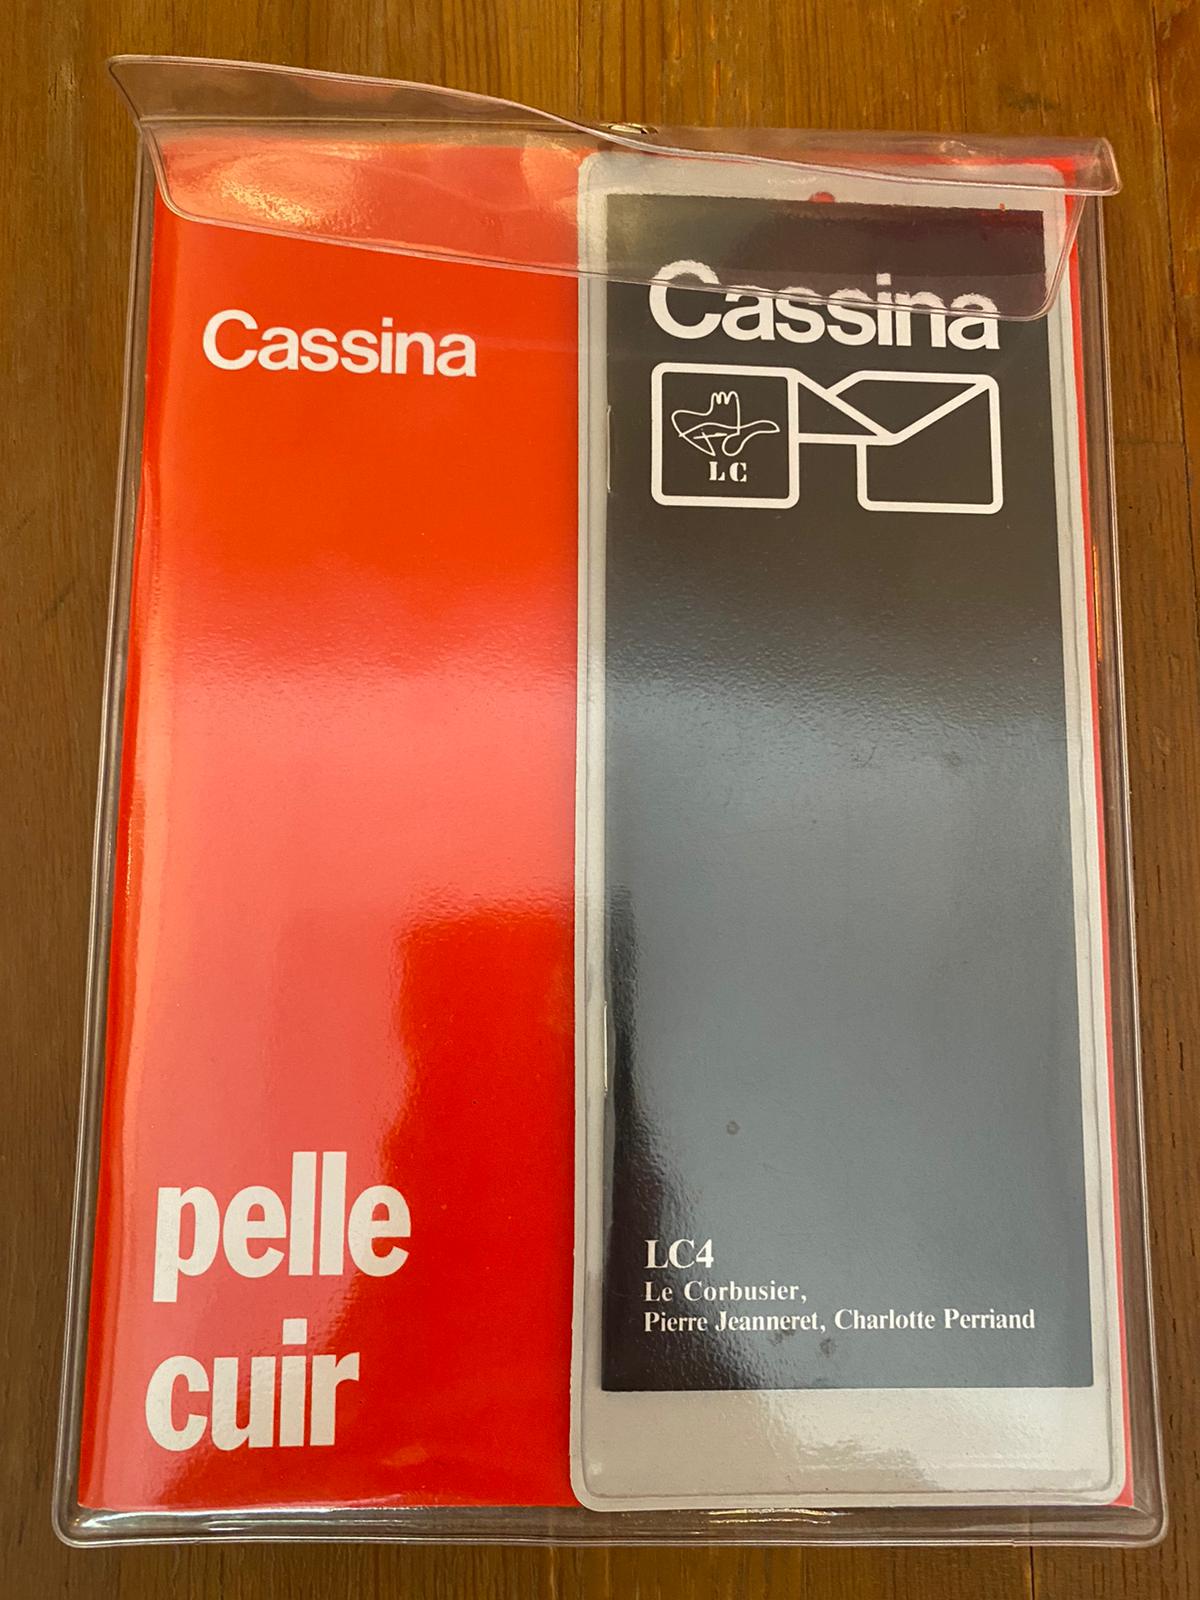 Cassina
pelle
cuir
Cassina
LC
LC4
Le Corbusier,
Pierre Jeanneret, Charlotte Perriand